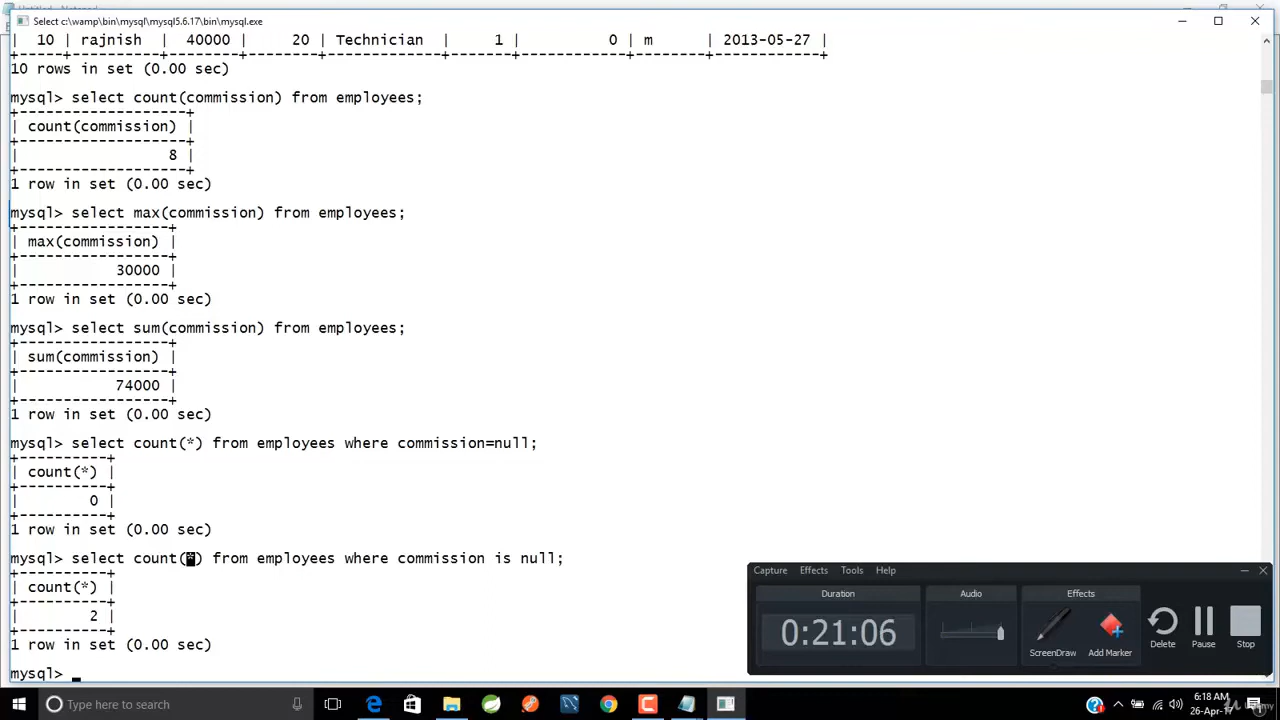 Select c:\wamp\bin\mysql\mysql5.6.17\bin\mysql.exe
| 10 | rajnish | 40000 | 20 | Technician | 1 | 0 | m | 2013-05-27 |
10 rows in set (0.00 sec)
mysql> select count(commission) from employees;
| count(commission) |
| 8 |
1 row in set (0.00 sec)
mysql> select max(commission) from employees;
| max(commission) |
| 30000 |
1 row in set (0.00 sec)
mysql> select sum(commission) from employees;
| sum(commission) |
| 74000 |
1 row in set (0.00 sec)
mysql> select count(*) from employees where commission=null;
| count(*) |
| 0 |
1 row in set (0.00 sec)
mysql> select count(*) from employees where commission is null;
| count(*) |
| 2 |
1 row in set (0.00 sec)
mysql>
Capture Effects Tools Help
Duration Audio Effects
0:21:06
ScreenDraw Add Marker Delete Pause Stop
Type here to search
6:18 AM
26-Apr-17